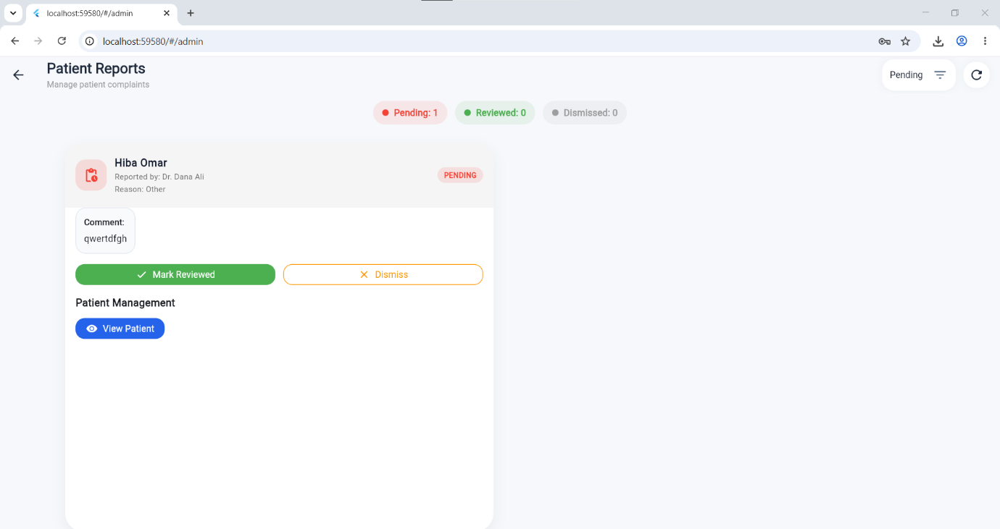 localhost:59580/#/admin
localhost:59580/#/admin
Patient Reports
Manage patient complaints
Pending
Pending: 1
Reviewed: 0
Dismissed: 0
Hiba Omar
Reported by: Dr. Dana Ali
Reason: Other
PENDING
Comment:
qwertdfgh
Mark Reviewed
Dismiss
Patient Management
View Patient